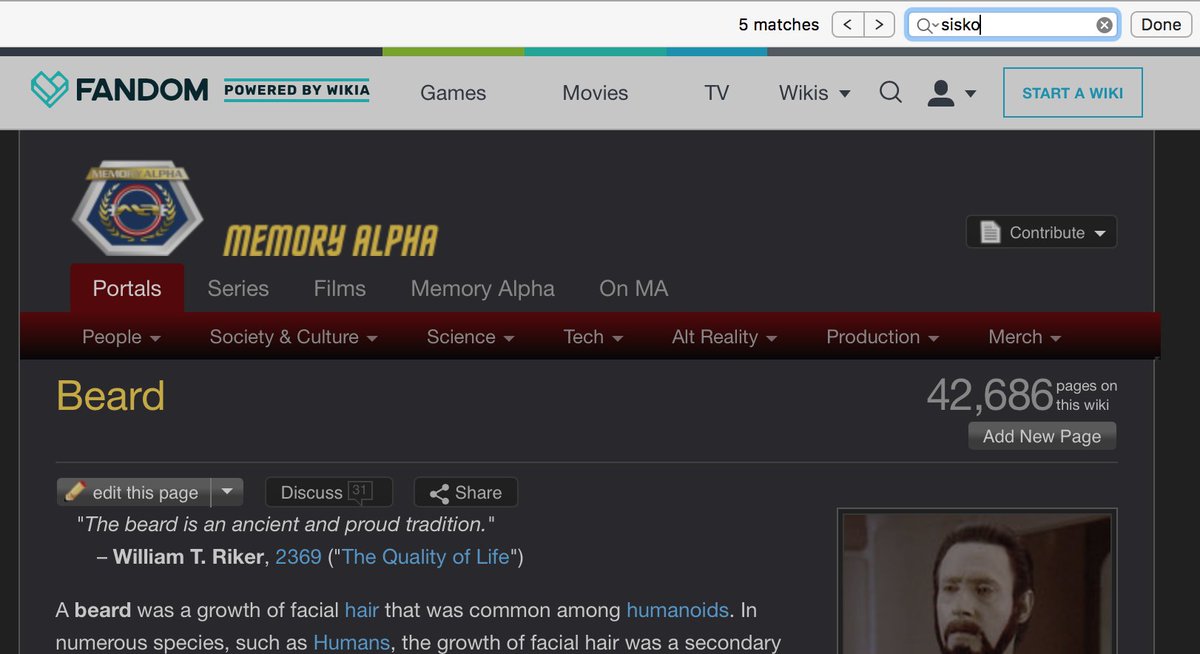 5 matches < > sisko Done
FANDOM POWERED BY WIKIA Games Movies TV Wikis START A WIKI
MEMORY ALPHA
MEMORY ALPHA
Contribute
Portals Series Films Memory Alpha On MA
People Society & Culture Science Tech Alt Reality Production Merch
Beard
42,686 pages on this wiki
Add New Page
edit this page Discuss 31 Share
"The beard is an ancient and proud tradition."
– William T. Riker, 2369 ("The Quality of Life")
A beard was a growth of facial hair that was common among humanoids. In
numerous species, such as Humans, the growth of facial hair was a secondary